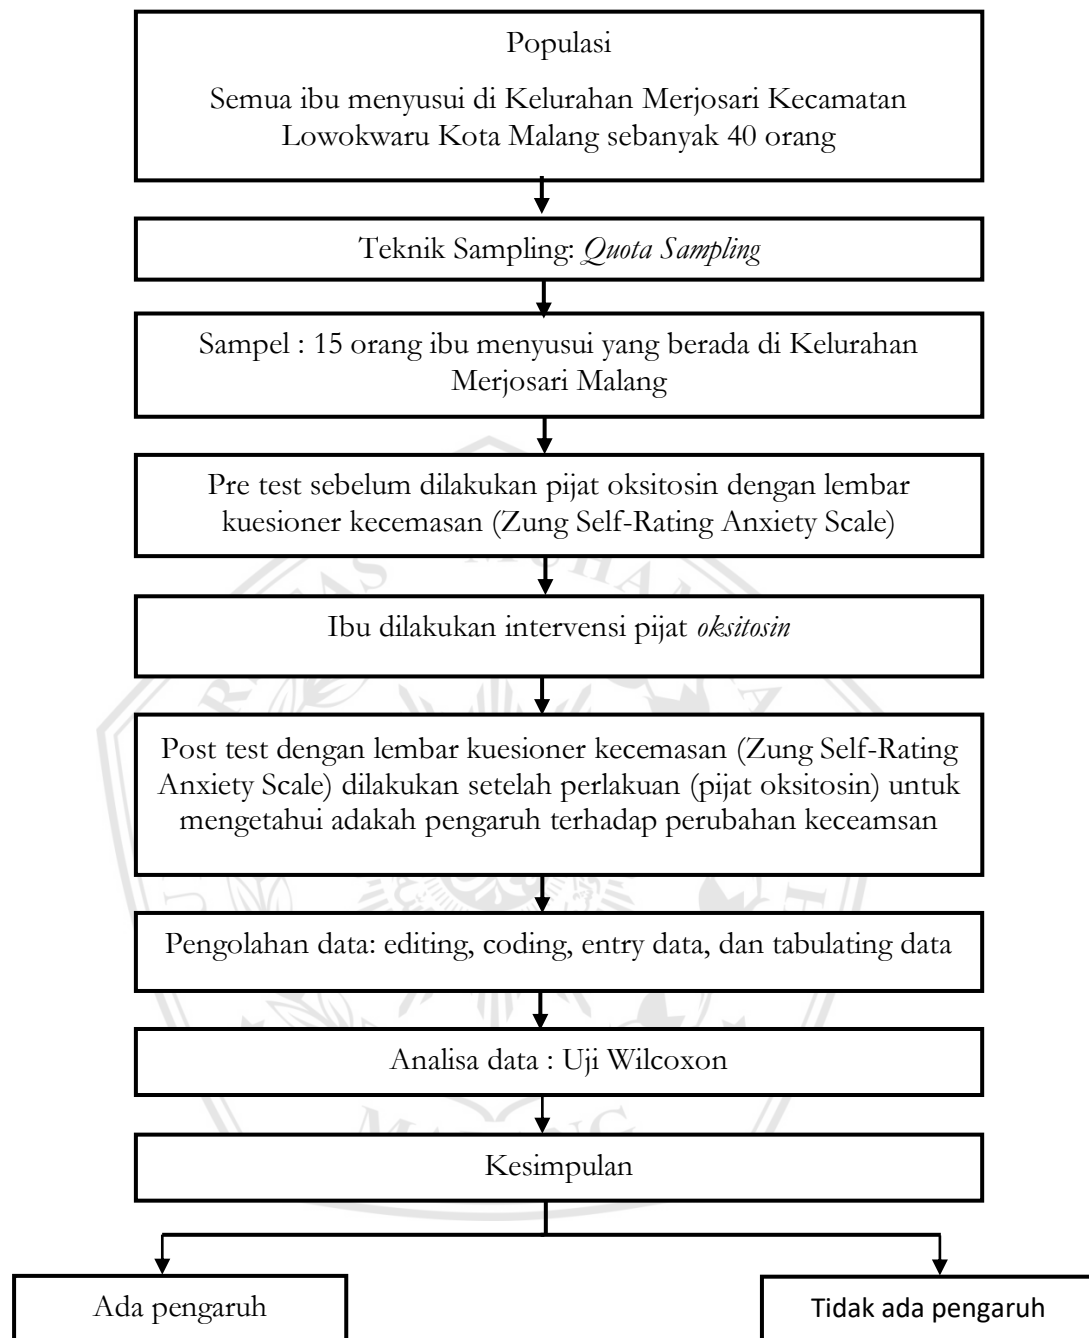 Populasi
Semua ibu menyusui di Kelurahan Merjosari Kecamatan
Lowokwaru Kota Malang sebanyak 40 orang
Teknik Sampling: Quota Sampling
Sampel : 15 orang ibu menyusui yang berada di Kelurahan
Merjosari Malang
Pre test sebelum dilakukan pijat oksitosin dengan lembar
kuesioner kecemasan (Zung Self-Rating Anxiety Scale)
Ibu dilakukan intervensi pijat oksitosin
Post test dengan lembar kuesioner kecemasan (Zung Self-Rating
Anxiety Scale) dilakukan setelah perlakuan (pijat oksitosin) untuk
mengetahui adakah pengaruh terhadap perubahan keceamsan
Pengolahan data: editing, coding, entry data, dan tabulating data
Analisa data : Uji Wilcoxon
Kesimpulan
Ada pengaruh
Tidak ada pengaruh